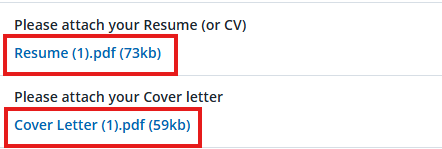 Please attach your Resume (or CV)
Resume (1).pdf (73kb)
Please attach your Cover letter
Cover Letter (1).pdf (59kb)